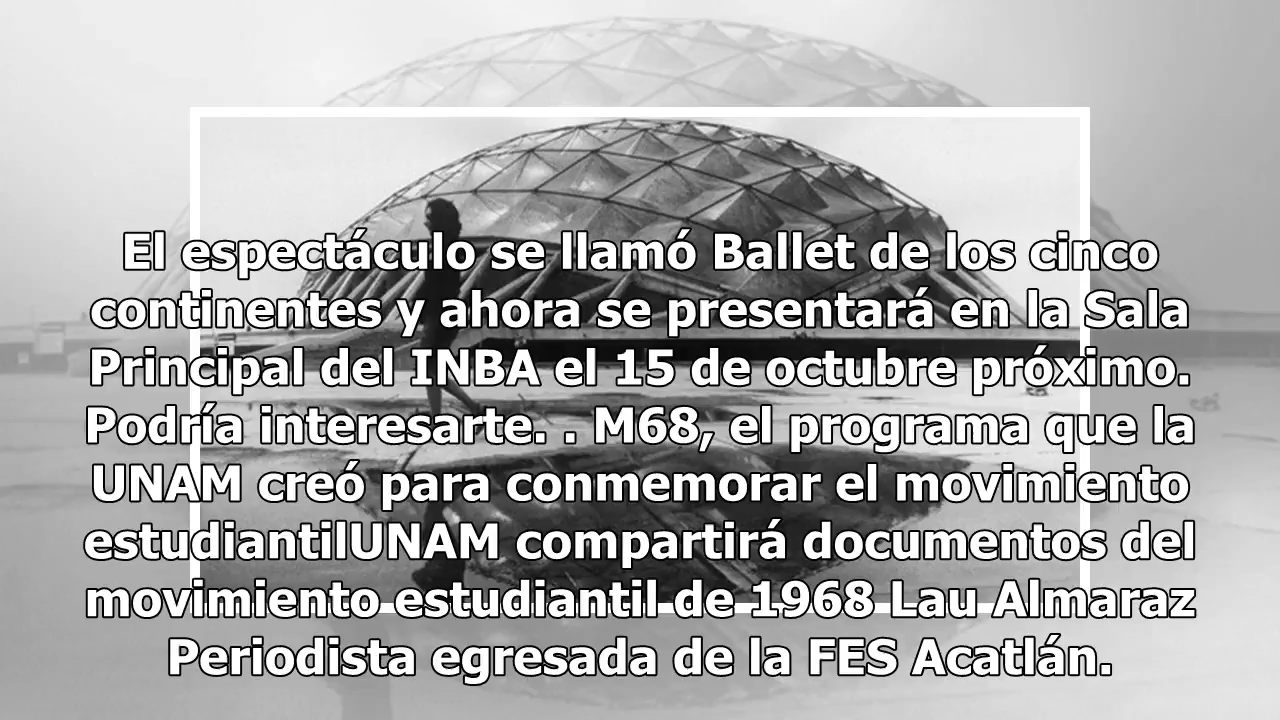 El espectáculo se llamó Ballet de los cinco
continentes y ahora se presentará en la Sala
Principal del INBA el 15 de octubre próximo.
Podría interesarte. . M68, el programa que la
UNAM creó para conmemorar el movimiento
estudiantilUNAM compartirá documentos del
movimiento estudiantil de 1968 Lau Almaraz
Periodista egresada de la FES Acatlán.